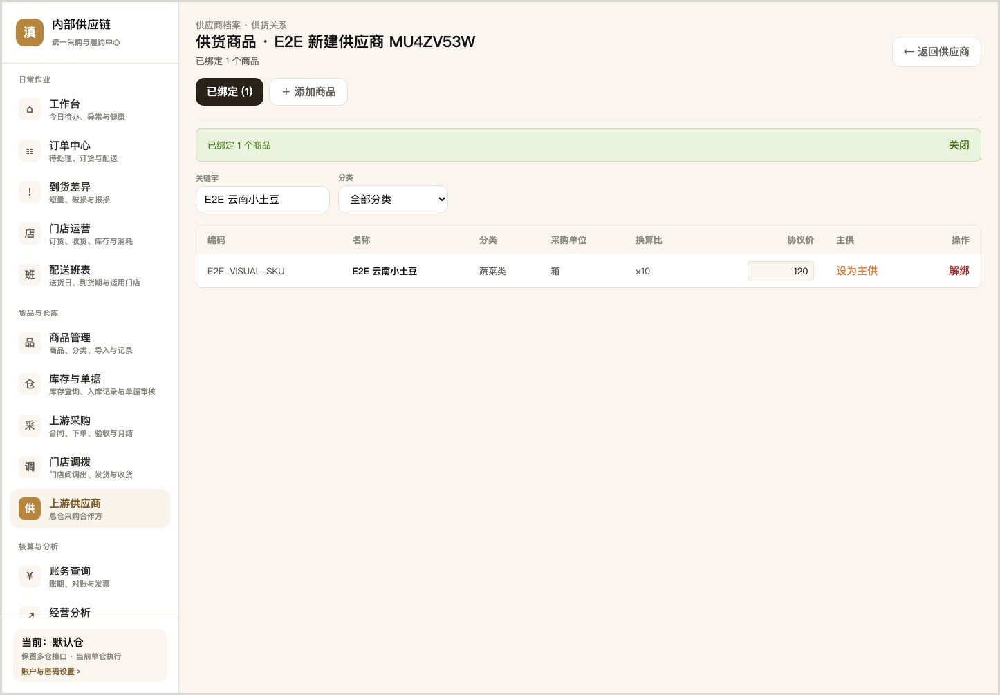 滇
内部供应链
统一采购与履约中心
日常作业
工作台
今日待办、异常与健康
订单中心
待处理、订货与配送
!
到货差异
短量、破损与报损
店
门店运营
订货、收货、库存与消耗
班
配送班表
送货日、到货期与适用门店
货品与仓库
品
商品管理
商品、分类、导入与记录
仓
库存与单据
库存查询、入库记录与单据审核
采
上游采购
合同、下单、验收与月结
调
门店调拨
门店间调出、发货与收货
供
上游供应商
总仓采购合作方
核算与分析
¥
账务查询
账期、对账与发票
经营分析
当前：默认仓
保留多仓接口 · 当前单仓执行
账户与密码设置 ›
供应商档案 · 供货关系
供货商品 · E2E 新建供应商 MU4ZV53W
已绑定 1 个商品
← 返回供应商
已绑定 (1)
＋ 添加商品
已绑定 1 个商品
关闭
关键字
分类
E2E 云南小土豆
全部分类
编码 名称 分类 采购单位 换算比 协议价 主供 操作
E2E-VISUAL-SKU E2E 云南小土豆 蔬菜类 箱 ×10 120 设为主供 解绑